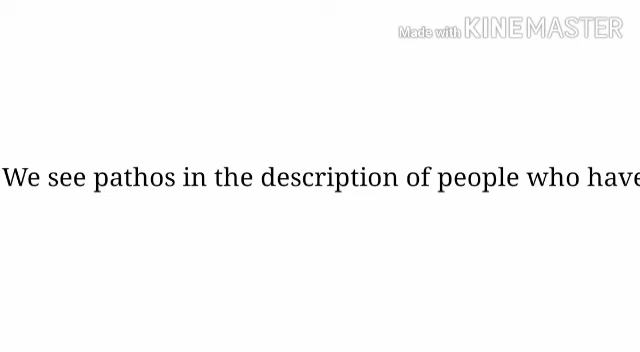 Made with KINEMASTER
We see pathos in the description of people who have